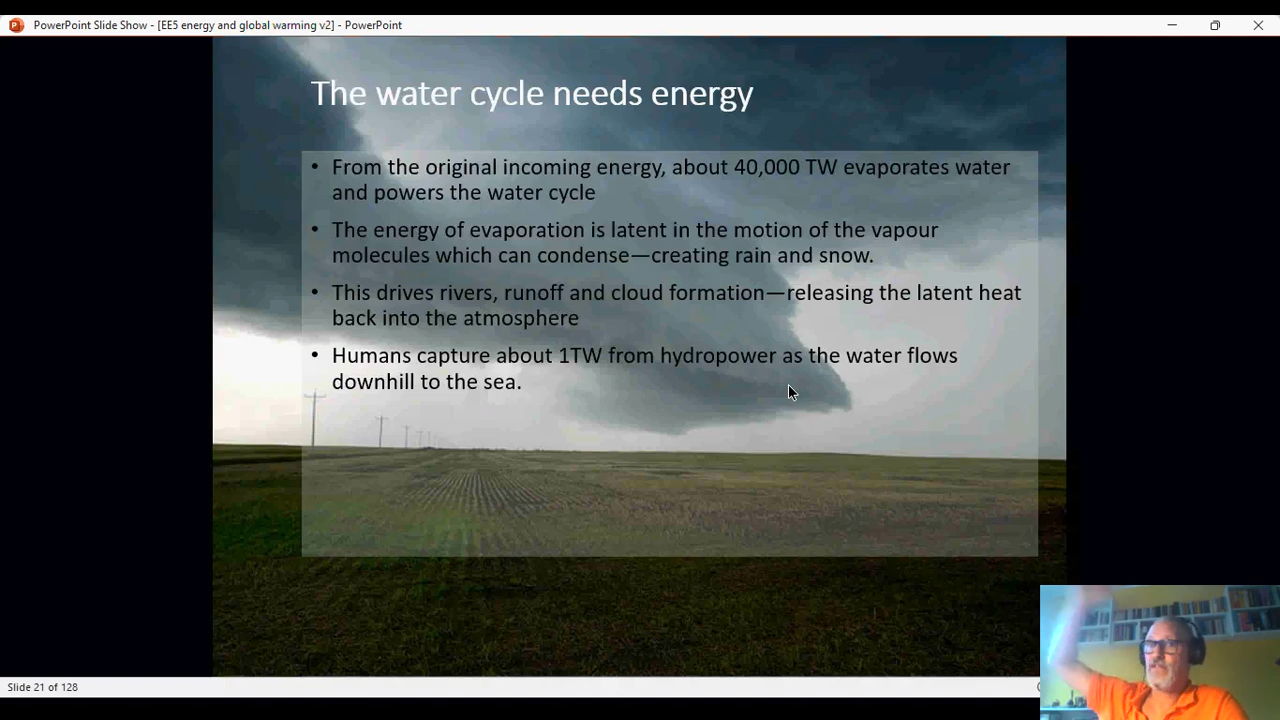 PowerPoint Slide Show - [EE5 energy and global warming v2] - PowerPoint
The water cycle needs energy
• From the original incoming energy, about 40,000 TW evaporates water
and powers the water cycle
• The energy of evaporation is latent in the motion of the vapour
molecules which can condense—creating rain and snow.
• This drives rivers, runoff and cloud formation—releasing the latent heat
back into the atmosphere
• Humans capture about 1TW from hydropower as the water flows
downhill to the sea.
Slide 21 of 128